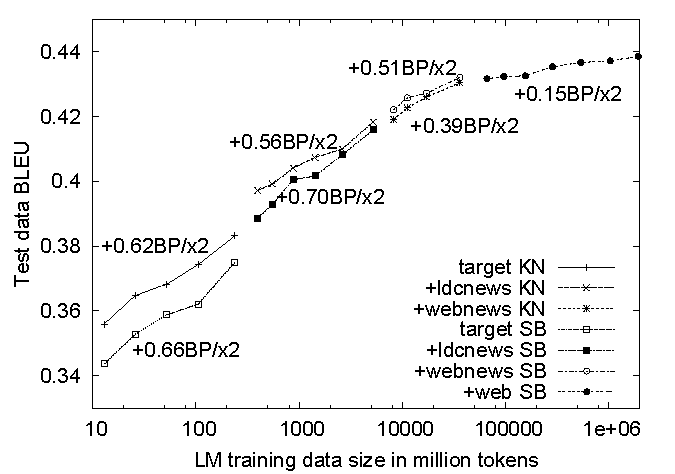 0.44
0.42
0.4
0.38
0.36
0.34
Test data BLEU
+0.51BP/x2
+0.15BP/x2
+0.39BP/x2
+0.56BP/x2
+0.70BP/x2
+0.62BP/x2
+0.66BP/x2
target KN
+ldcnews KN
+webnews KN
target SB
+ldcnews SB
+webnews SB
+web SB
10 100 1000 10000 100000 1e+06
LM training data size in million tokens